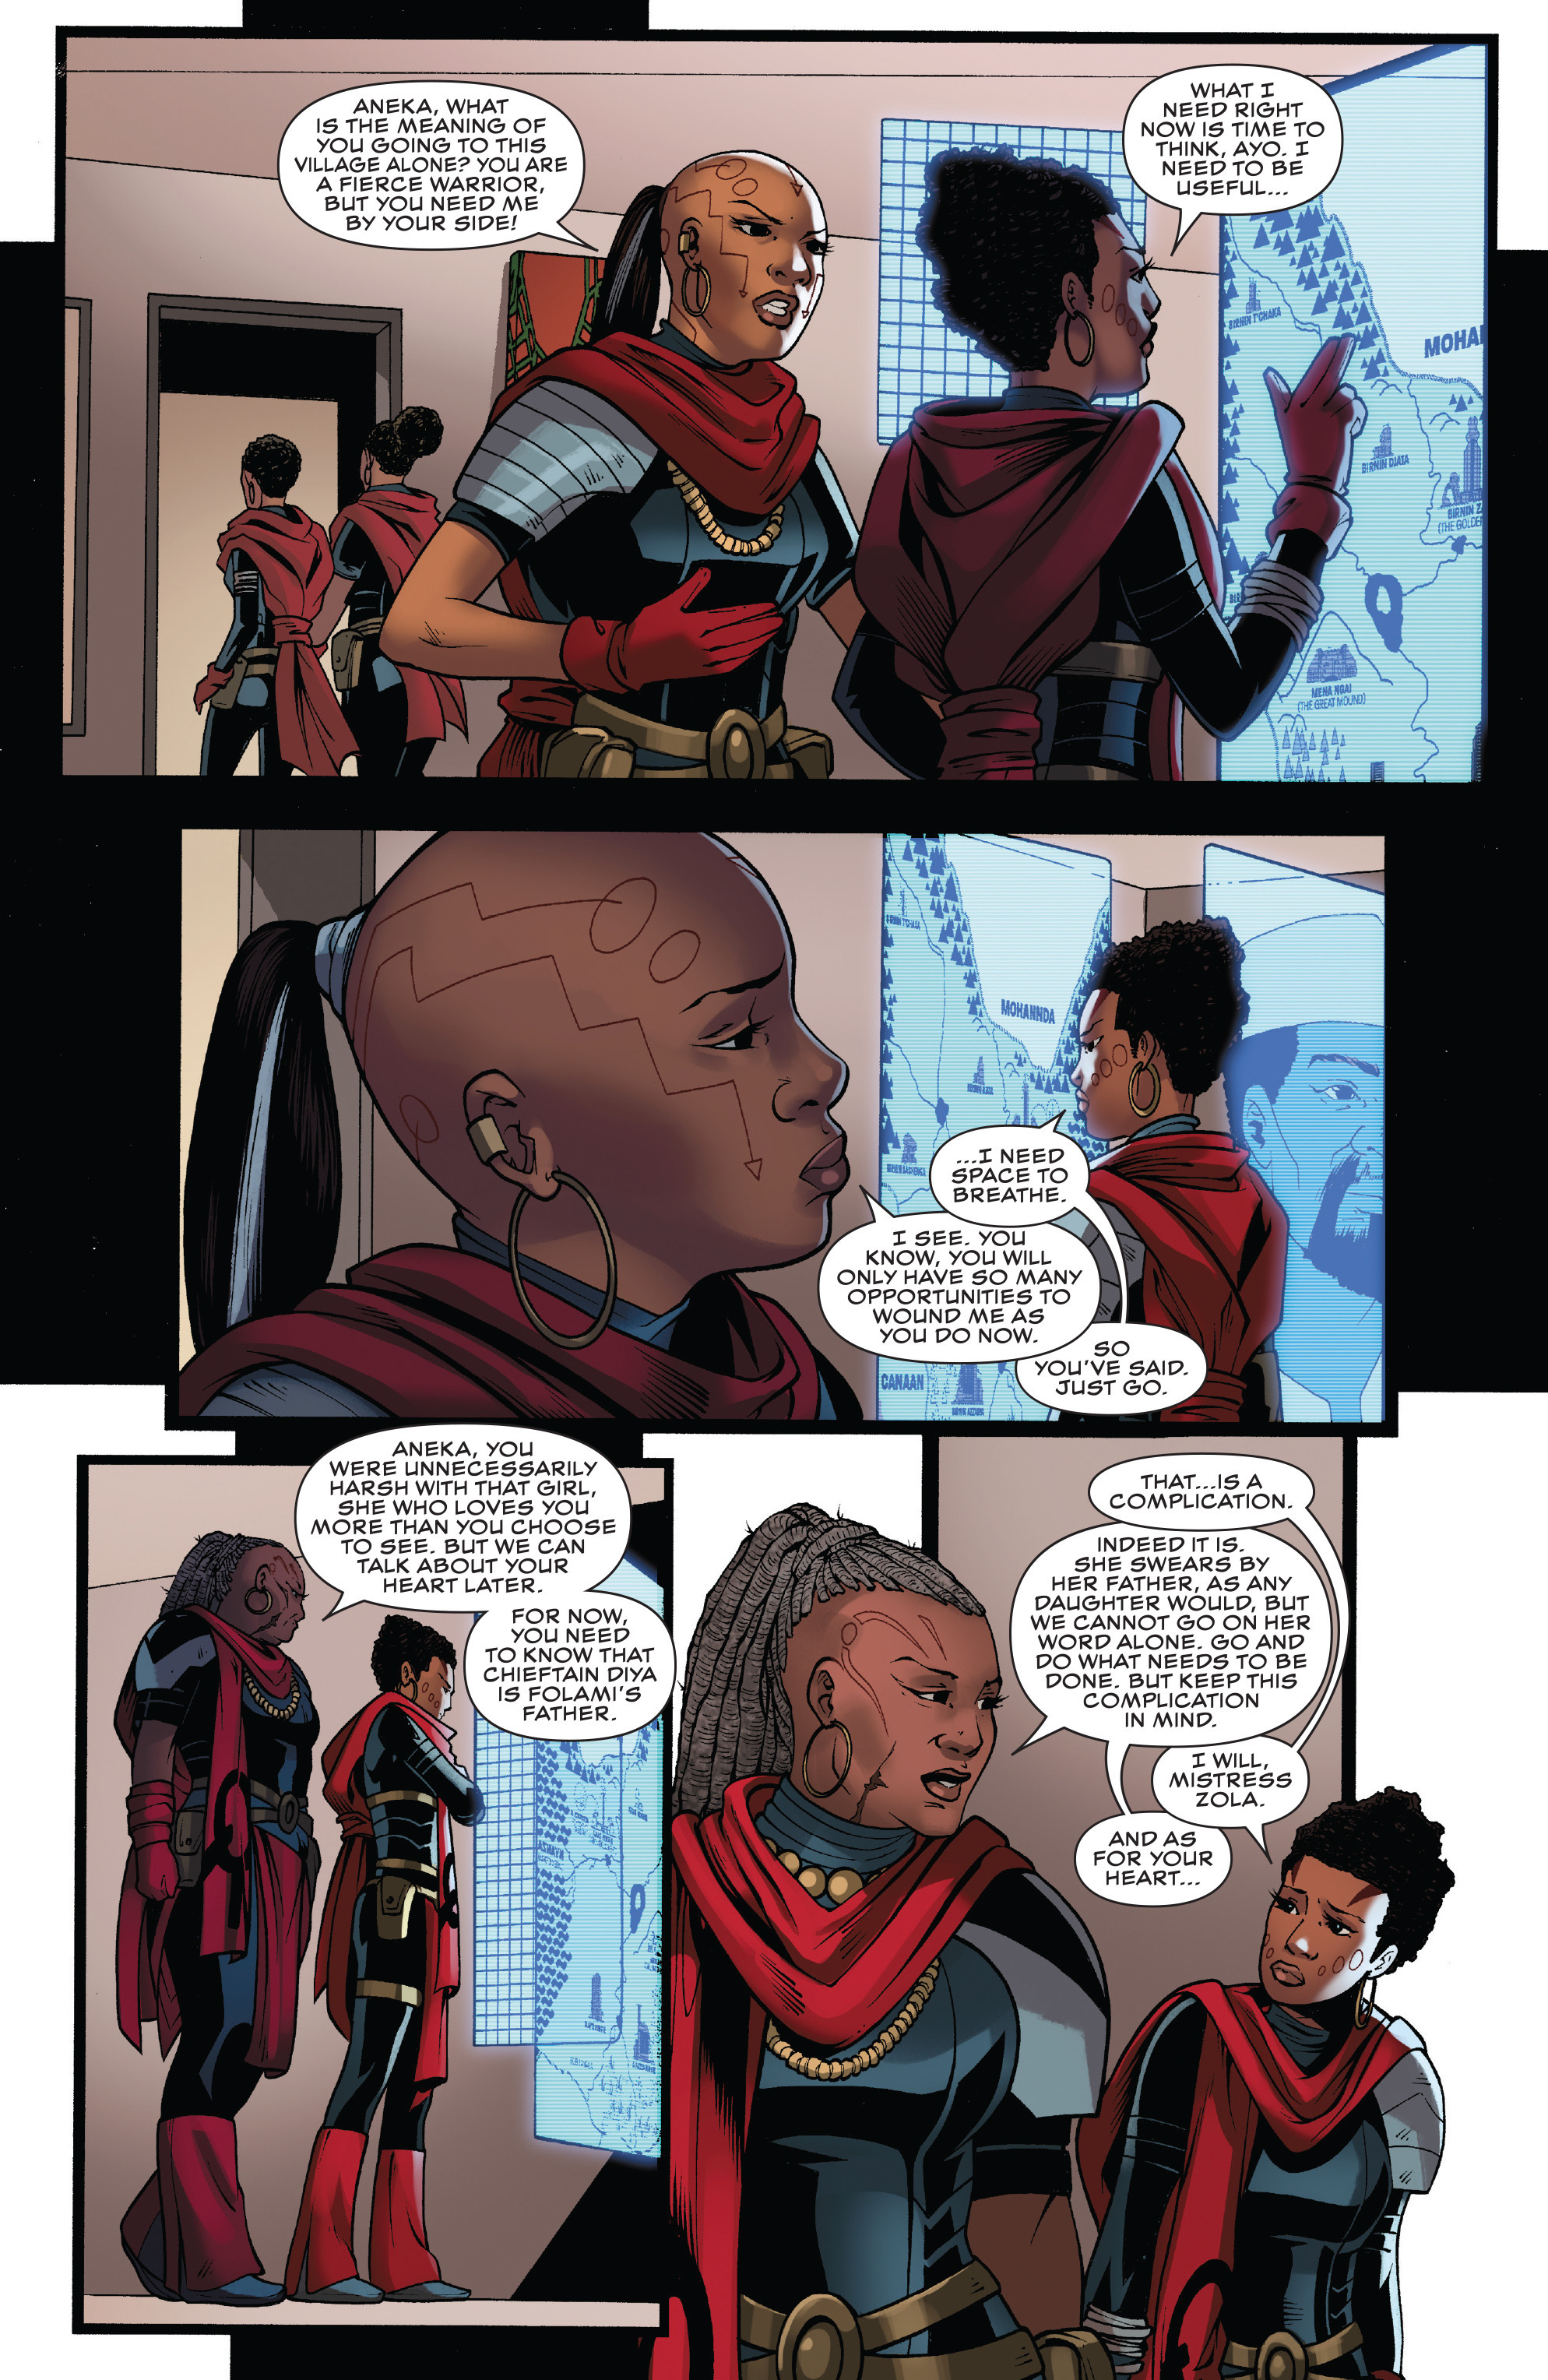 ANEKA, WHAT
IS THE MEANING OF
YOU GOING TO THIS
VILLAGE ALONE? YOU ARE
A FIERCE WARRIOR,
BUT YOU NEED ME
BY YOUR SIDE!
WHAT I
NEED RIGHT
NOW IS TIME TO
THINK, AYO. I
NEED TO BE
USEFUL...
BIRNIN T'CHAKA
MOHAN
BIRNIN DJATA
BIRNIN Z
(THE GOLDEN
MENA NGAI
(THE GREAT MOUND)
...I NEED
SPACE TO
BREATHE.
I SEE. YOU
KNOW, YOU WILL
ONLY HAVE SO MANY
OPPORTUNITIES TO
WOUND ME AS
YOU DO NOW.
SO
YOU'VE SAID.
JUST GO.
BIRNIN T'CHAKA
MOHANNDA
BIRNIN BASHENGA
CANAAN
BIRNIN AZZARIA
ANEKA, YOU
WERE UNNECESSARILY
HARSH WITH THAT GIRL,
SHE WHO LOVES YOU
MORE THAN YOU CHOOSE
TO SEE. BUT WE CAN
TALK ABOUT YOUR
HEART LATER.
FOR NOW,
YOU NEED
TO KNOW THAT
CHIEFTAIN DIYA
IS FOLAMI'S
FATHER.
THAT...IS A
COMPLICATION.
INDEED IT IS.
SHE SWEARS BY
HER FATHER, AS ANY
DAUGHTER WOULD, BUT
WE CANNOT GO ON HER
WORD ALONE. GO AND
DO WHAT NEEDS TO BE
DONE. BUT KEEP THIS
COMPLICATION
IN MIND.
I WILL,
MISTRESS
ZOLA.
AND AS
FOR YOUR
HEART...